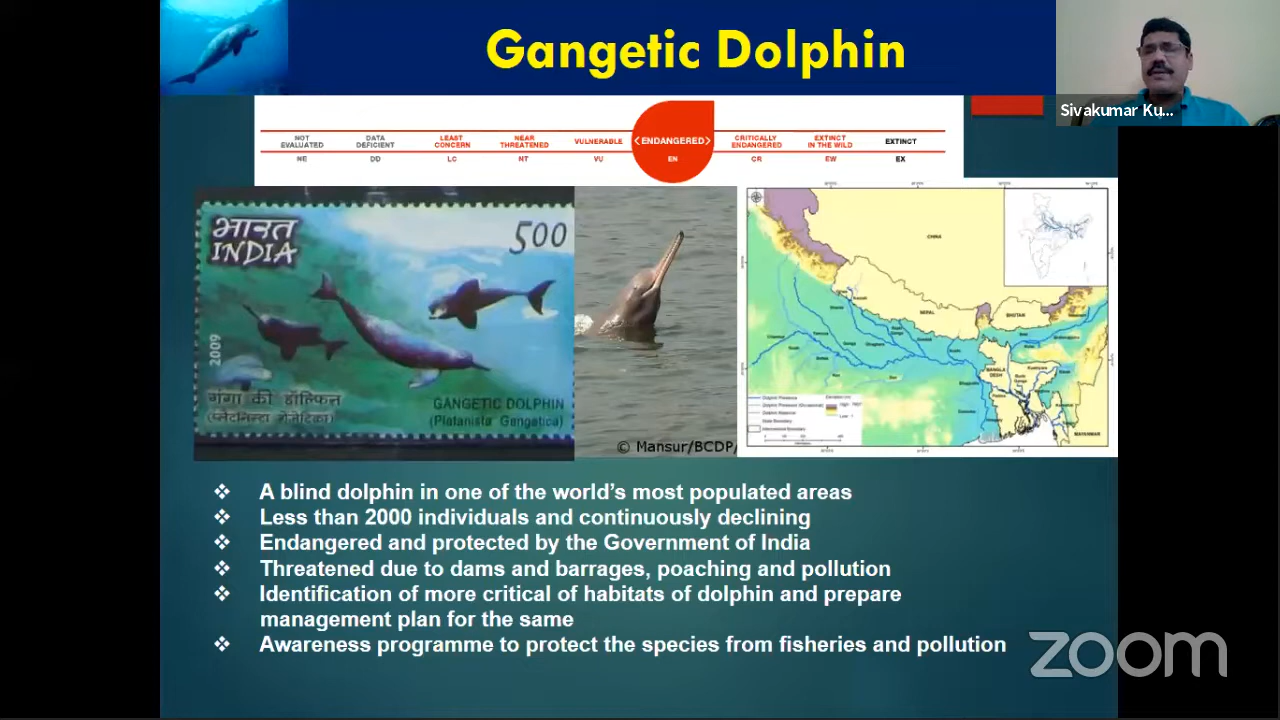 Gangetic Dolphin
Sivakumar Ku...
NOT EVALUATED
DATA DEFICIENT
LEAST CONCERN
NEAR THREATENED
VULNERABLE
<ENDANGERED>
CRITICALLY ENDANGERED
EXTINCT IN THE WILD
EXTINCT
NE
DD
LC
NT
VU
EN
CR
EW
EX
भारत
INDIA
500
2009
गंगा की डॉल्फिन
GANGETIC DOLPHIN
(Platanista Gangetica)
© Mansur/BCDP/
CHINA
NEPAL
BHUTAN
BANGLA
DESH
MYANMAR
❖ A blind dolphin in one of the world's most populated areas
❖ Less than 2000 individuals and continuously declining
❖ Endangered and protected by the Government of India
❖ Threatened due to dams and barrages, poaching and pollution
❖ Identification of more critical of habitats of dolphin and prepare
management plan for the same
❖ Awareness programme to protect the species from fisheries and pollution
zoom